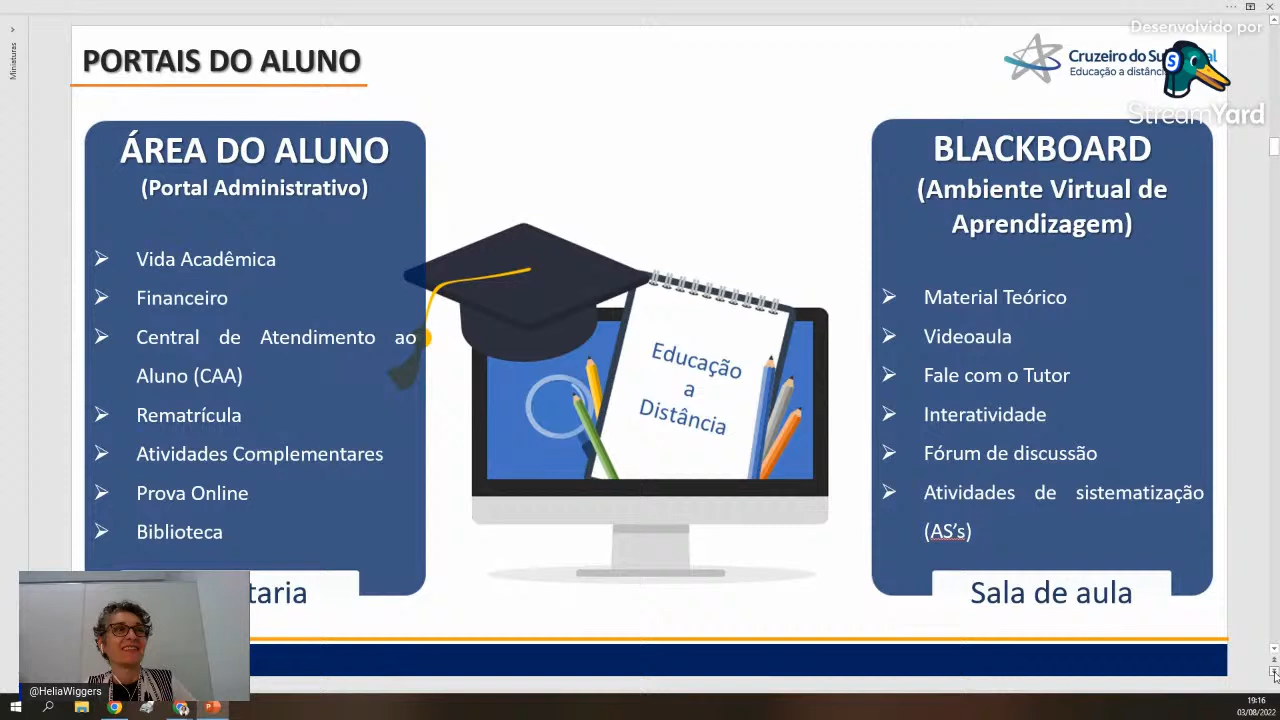 Miniaturas
Desenvolvido por
StreamYard
PORTAIS DO ALUNO
Cruzeiro do Su
Educação a distânci
ÁREA DO ALUNO
(Portal Administrativo)
Vida Acadêmica
Financeiro
Central de Atendimento ao
Aluno (CAA)
Rematrícula
Atividades Complementares
Prova Online
Biblioteca
taria
Educação
a
Distância
BLACKBOARD
(Ambiente Virtual de
Aprendizagem)
Material Teórico
Videoaula
Fale com o Tutor
Interatividade
Fórum de discussão
Atividades de sistematização
(AS’s)
Sala de aula
@HeliaWiggers
19:16
03/08/2022